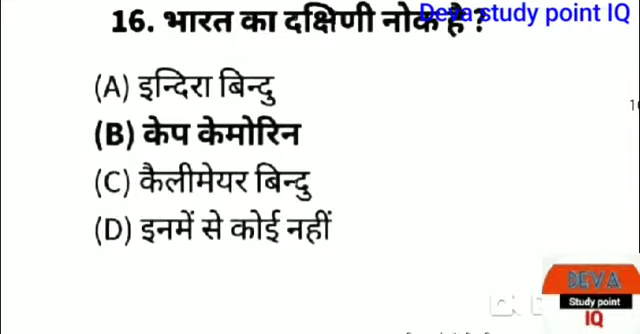 16. भारत का दक्षिणी नोक है ?
Deva study point IQ
(A) इन्दिरा बिन्दु
(B) केप केमोरिन
(C) कैलीमेयर बिन्दु
(D) इनमें से कोई नहीं
DEVA
Study point
IQ